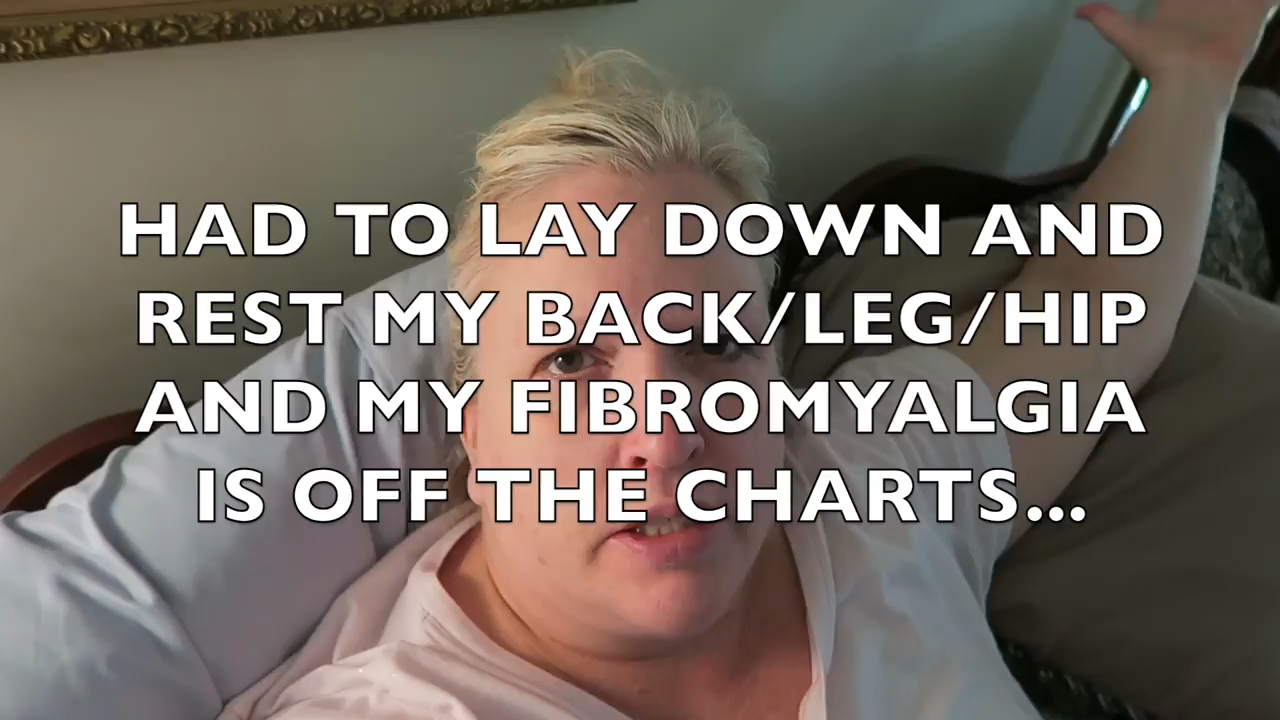 HAD TO LAY DOWN AND
REST MY BACK/LEG/HIP
AND MY FIBROMYALGIA
IS OFF THE CHARTS...